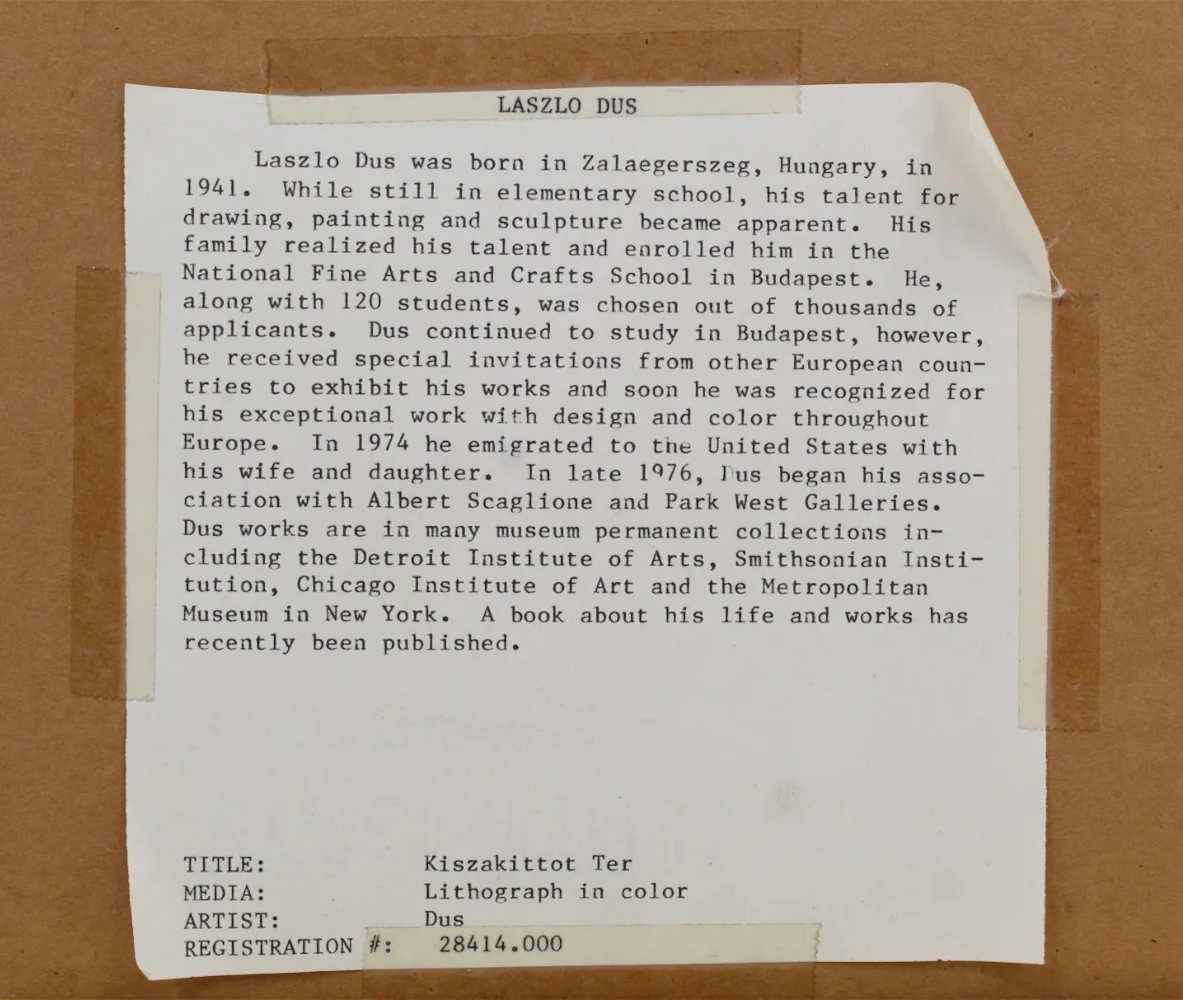 LASZLO DUS
Laszlo Dus was born in Zalaegerszeg, Hungary, in
1941. While still in elementary school, his talent for
drawing, painting and sculpture became apparent. His
family realized his talent and enrolled him in the
National Fine Arts and Crafts School in Budapest. He,
along with 120 students, was chosen out of thousands of
applicants. Dus continued to study in Budapest, however,
he received special invitations from other European coun-
tries to exhibit his works and soon he was recognized for
his exceptional work with design and color throughout
Europe. In 1974 he emigrated to the United States with
his wife and daughter. In late 1976, Dus began his asso-
ciation with Albert Scaglione and Park West Galleries.
Dus works are in many museum permanent collections in-
cluding the Detroit Institute of Arts, Smithsonian Insti-
tution, Chicago Institute of Art and the Metropolitan
Museum in New York. A book about his life and works has
recently been published.
TITLE: Kiszakittot Ter
MEDIA: Lithograph in color
ARTIST: Dus
REGISTRATION #: 28414.000